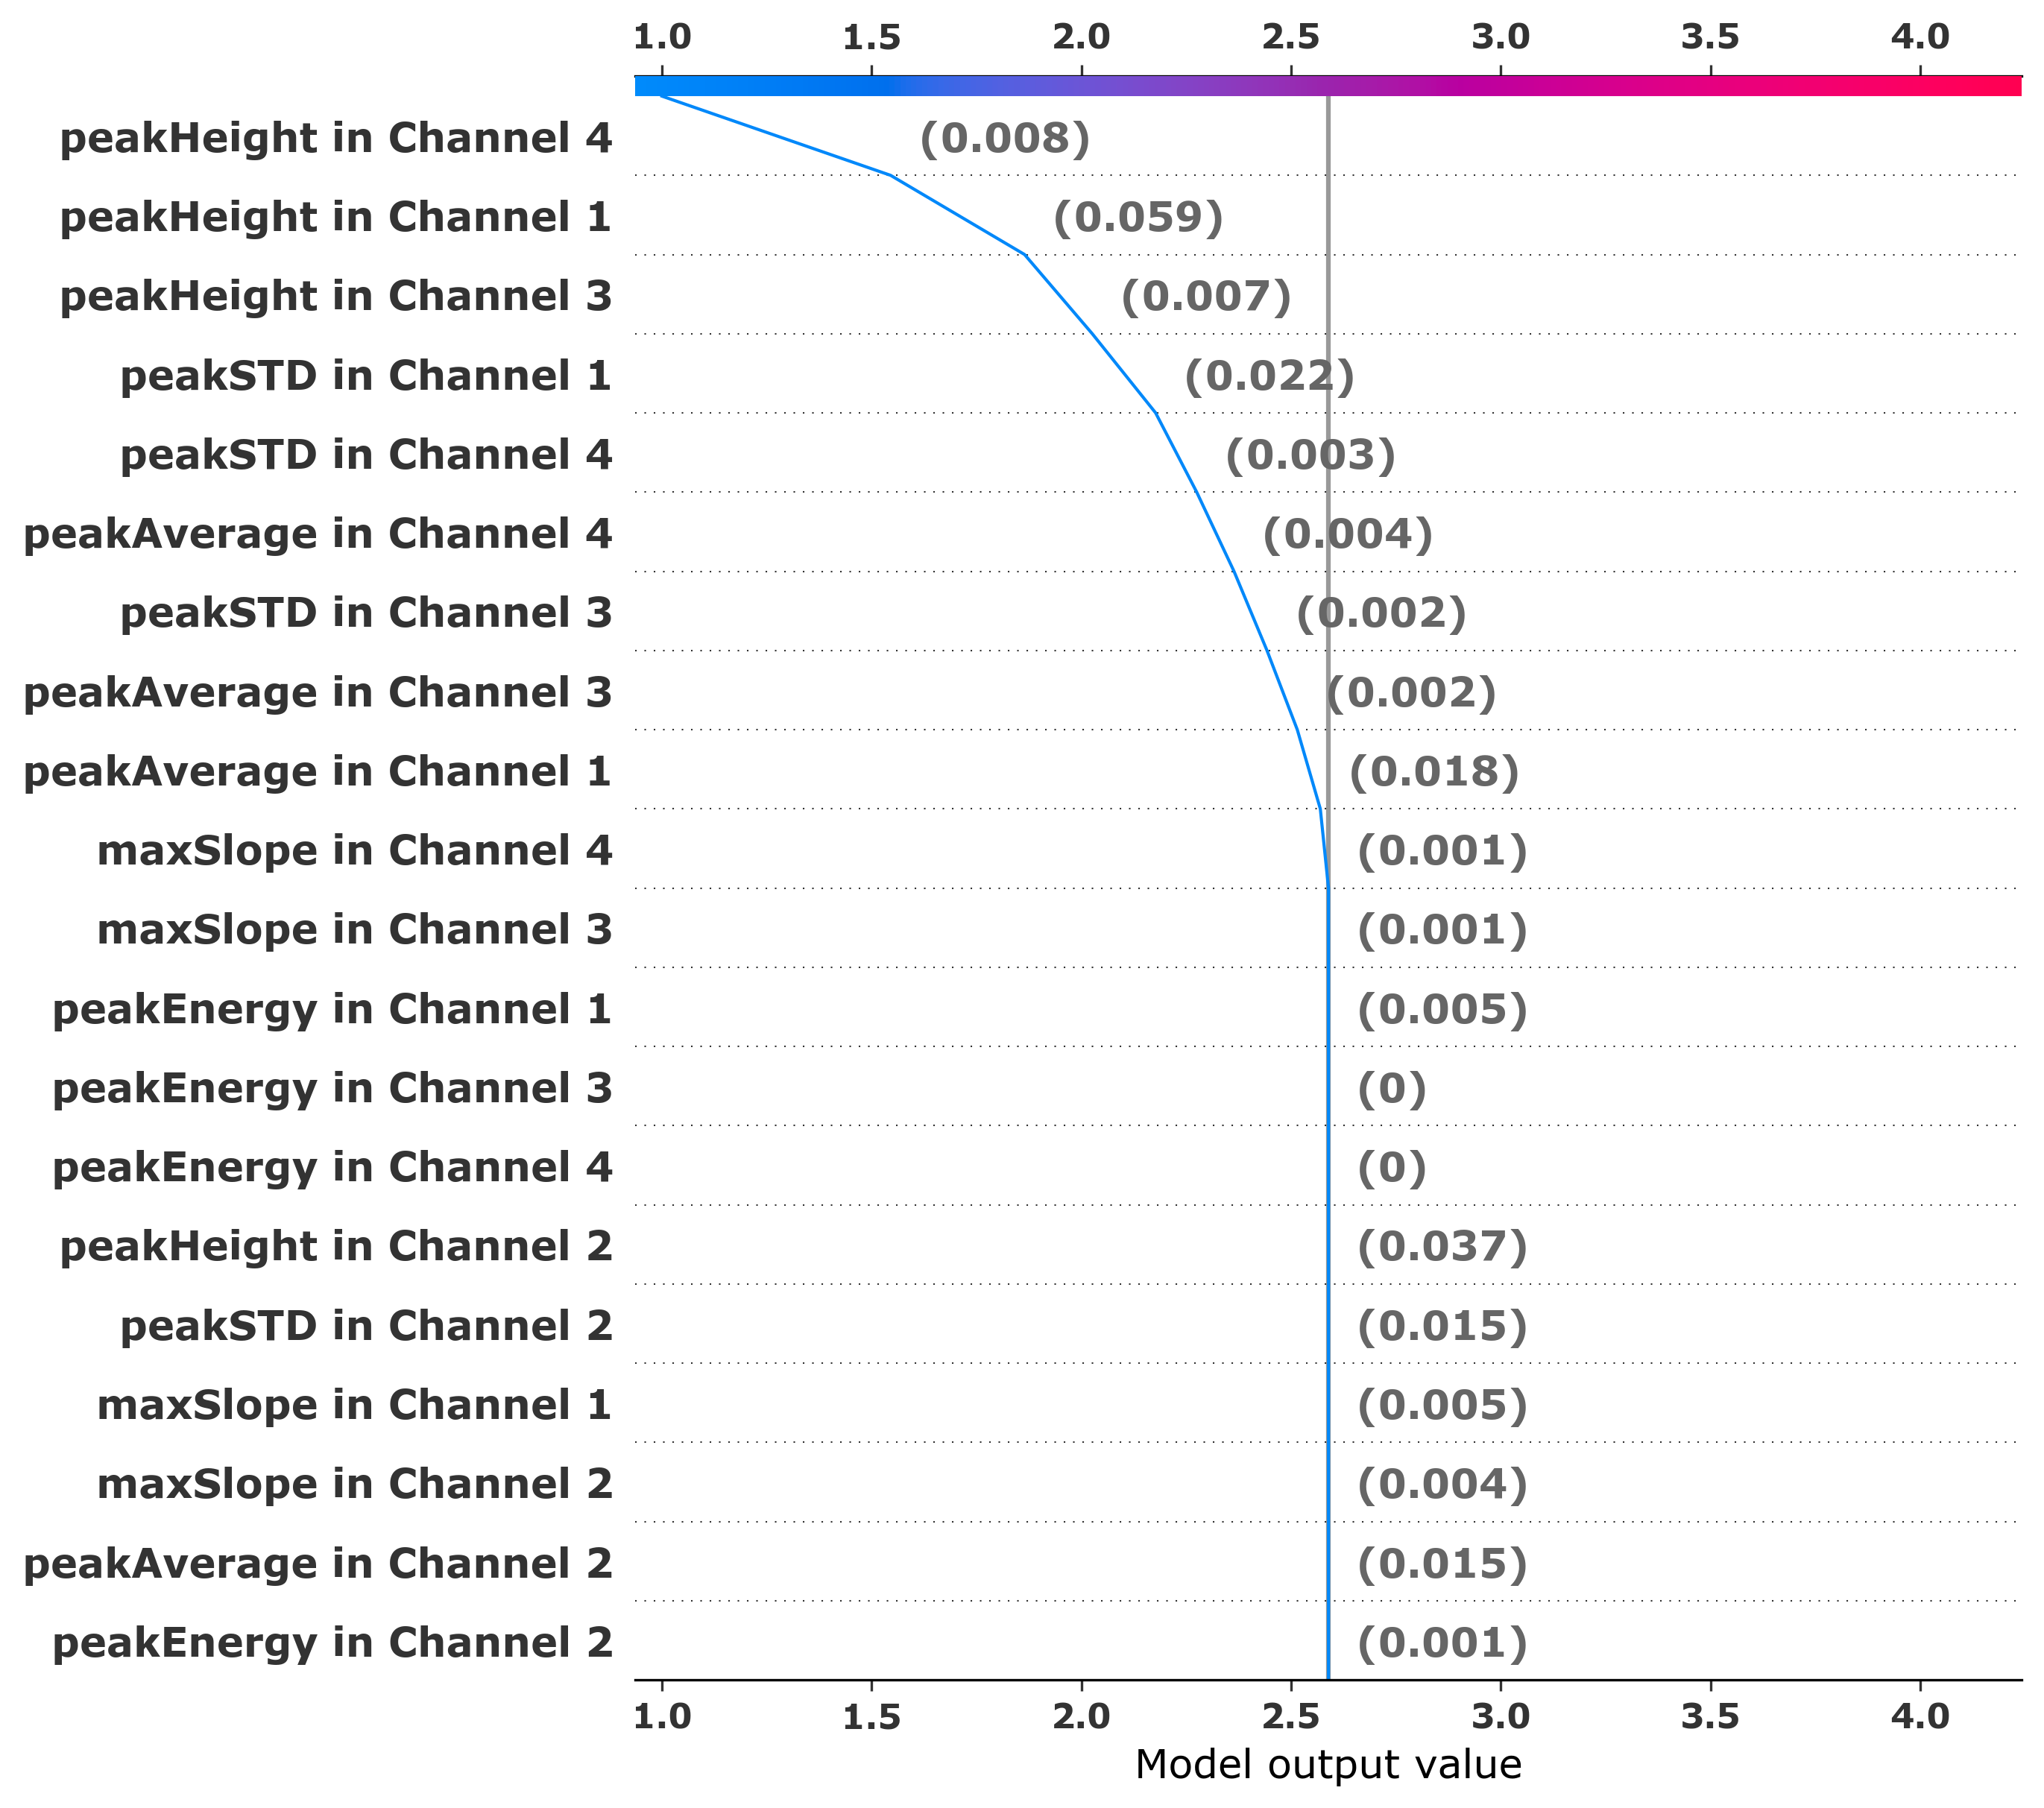 1.0 1.5 2.0 2.5 3.0 3.5 4.0
peakHeight in Channel 4 (0.008)
peakHeight in Channel 1 (0.059)
peakHeight in Channel 3 (0.007)
peakSTD in Channel 1 (0.022)
peakSTD in Channel 4 (0.003)
peakAverage in Channel 4 (0.004)
peakSTD in Channel 3 (0.002)
peakAverage in Channel 3 (0.002)
peakAverage in Channel 1 (0.018)
maxSlope in Channel 4 (0.001)
maxSlope in Channel 3 (0.001)
peakEnergy in Channel 1 (0.005)
peakEnergy in Channel 3 (0)
peakEnergy in Channel 4 (0)
peakHeight in Channel 2 (0.037)
peakSTD in Channel 2 (0.015)
maxSlope in Channel 1 (0.005)
maxSlope in Channel 2 (0.004)
peakAverage in Channel 2 (0.015)
peakEnergy in Channel 2 (0.001)
1.0 1.5 2.0 2.5 3.0 3.5 4.0
Model output value